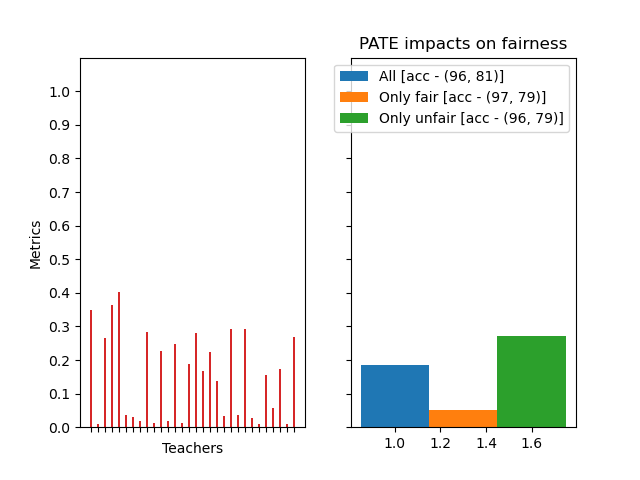 PATE impacts on fairness
All [acc - (96, 81)]
Only fair [acc - (97, 79)]
Only unfair [acc - (96, 79)]
1.0
0.9
0.8
0.7
0.6
0.5
0.4
0.3
0.2
0.1
0.0
Metrics
Teachers
1.0 1.2 1.4 1.6